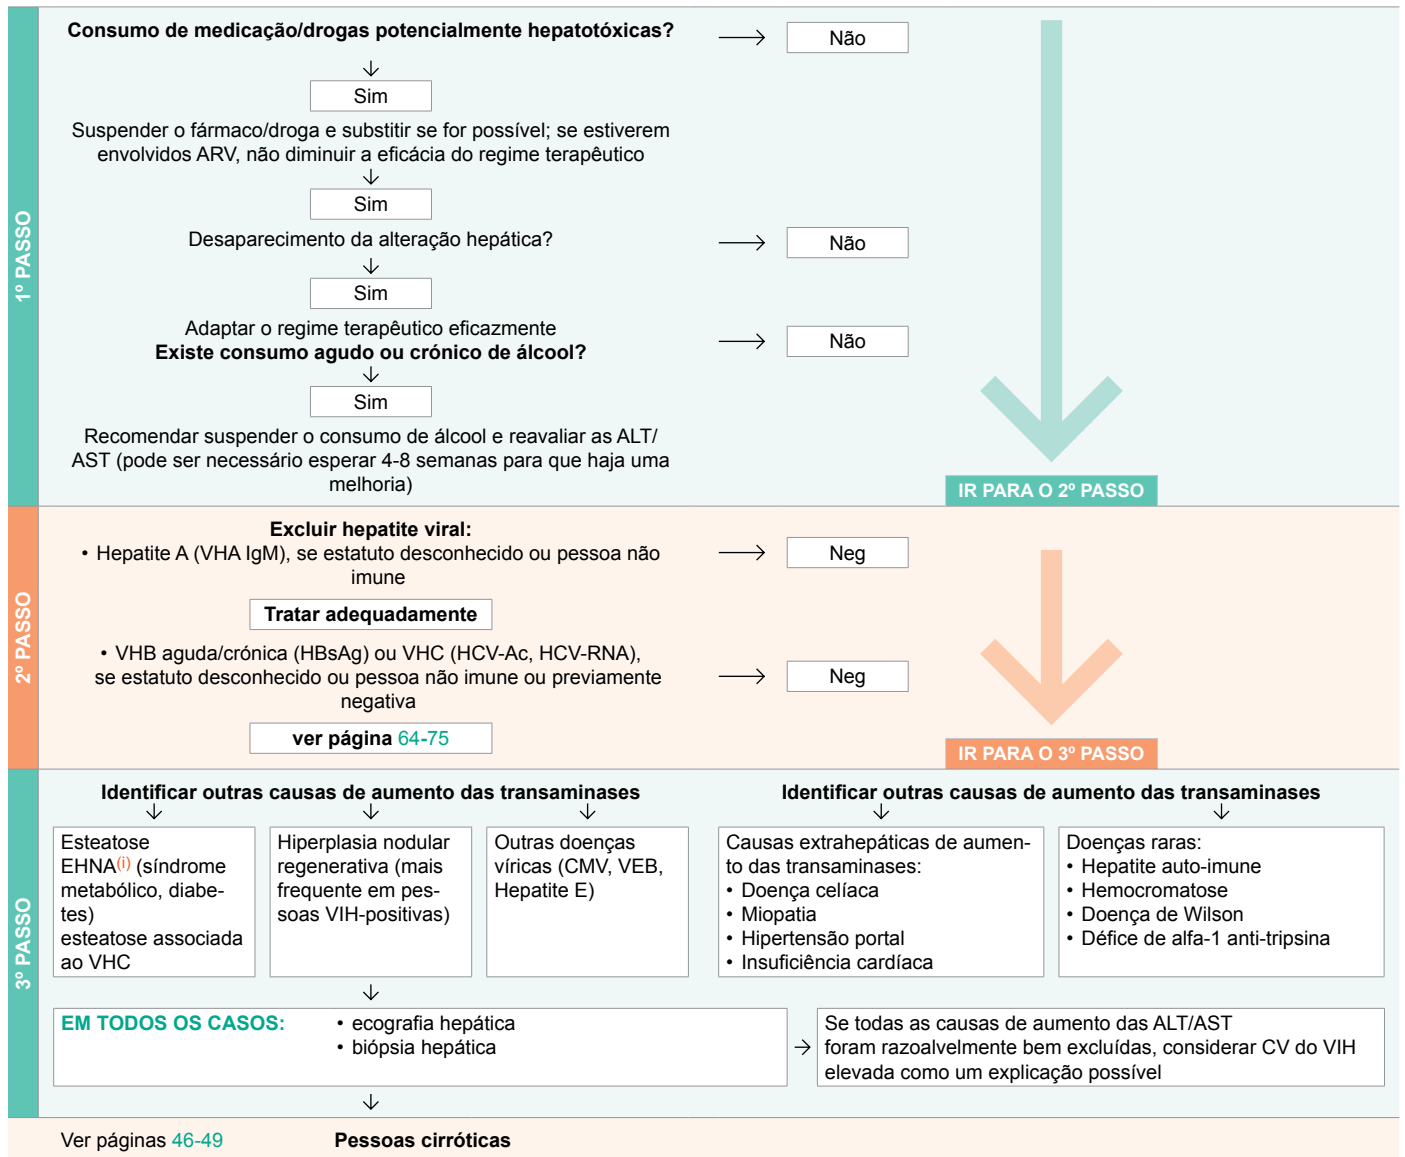 1º PASSO
Consumo de medicação/drogas potencialmente hepatotóxicas?
Não
Sim
Suspender o fármaco/droga e substitir se for possível; se estiverem
envolvidos ARV, não diminuir a eficácia do regime terapêutico
Sim
Desaparecimento da alteração hepática?
Não
Sim
Adaptar o regime terapêutico eficazmente
Existe consumo agudo ou crónico de álcool?
Não
Sim
Recomendar suspender o consumo de álcool e reavaliar as ALT/
AST (pode ser necessário esperar 4-8 semanas para que haja uma
melhoria)
IR PARA O 2º PASSO
2º PASSO
Excluir hepatite viral:
• Hepatite A (VHA IgM), se estatuto desconhecido ou pessoa não
imune
Neg
Tratar adequadamente
• VHB aguda/crónica (HBsAg) ou VHC (HCV-Ac, HCV-RNA),
se estatuto desconhecido ou pessoa não imune ou previamente
negativa
Neg
ver página 64-75
IR PARA O 3º PASSO
3º PASSO
Identificar outras causas de aumento das transaminases
Esteatose
EHNA(i) (síndrome
metabólico, diabe-
tes)
esteatose associada
ao VHC
Hiperplasia nodular
regenerativa (mais
frequente em pes-
soas VIH-positivas)
Outras doenças
víricas (CMV, VEB,
Hepatite E)
Identificar outras causas de aumento das transaminases
Causas extrahepáticas de aumen-
to das transaminases:
• Doença celíaca
• Miopatia
• Hipertensão portal
• Insuficiência cardíaca
Doenças raras:
• Hepatite auto-imune
• Hemocromatose
• Doença de Wilson
• Défice de alfa-1 anti-tripsina
EM TODOS OS CASOS:
• ecografia hepática
• biópsia hepática
Se todas as causas de aumento das ALT/AST
foram razoalvelmente bem excluídas, considerar CV do VIH
elevada como um explicação possível
Ver páginas 46-49
Pessoas cirróticas